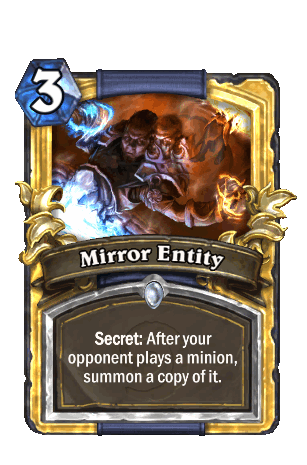 3
Mirror Entity
Secret: After your
opponent plays a minion,
summon a copy of it.